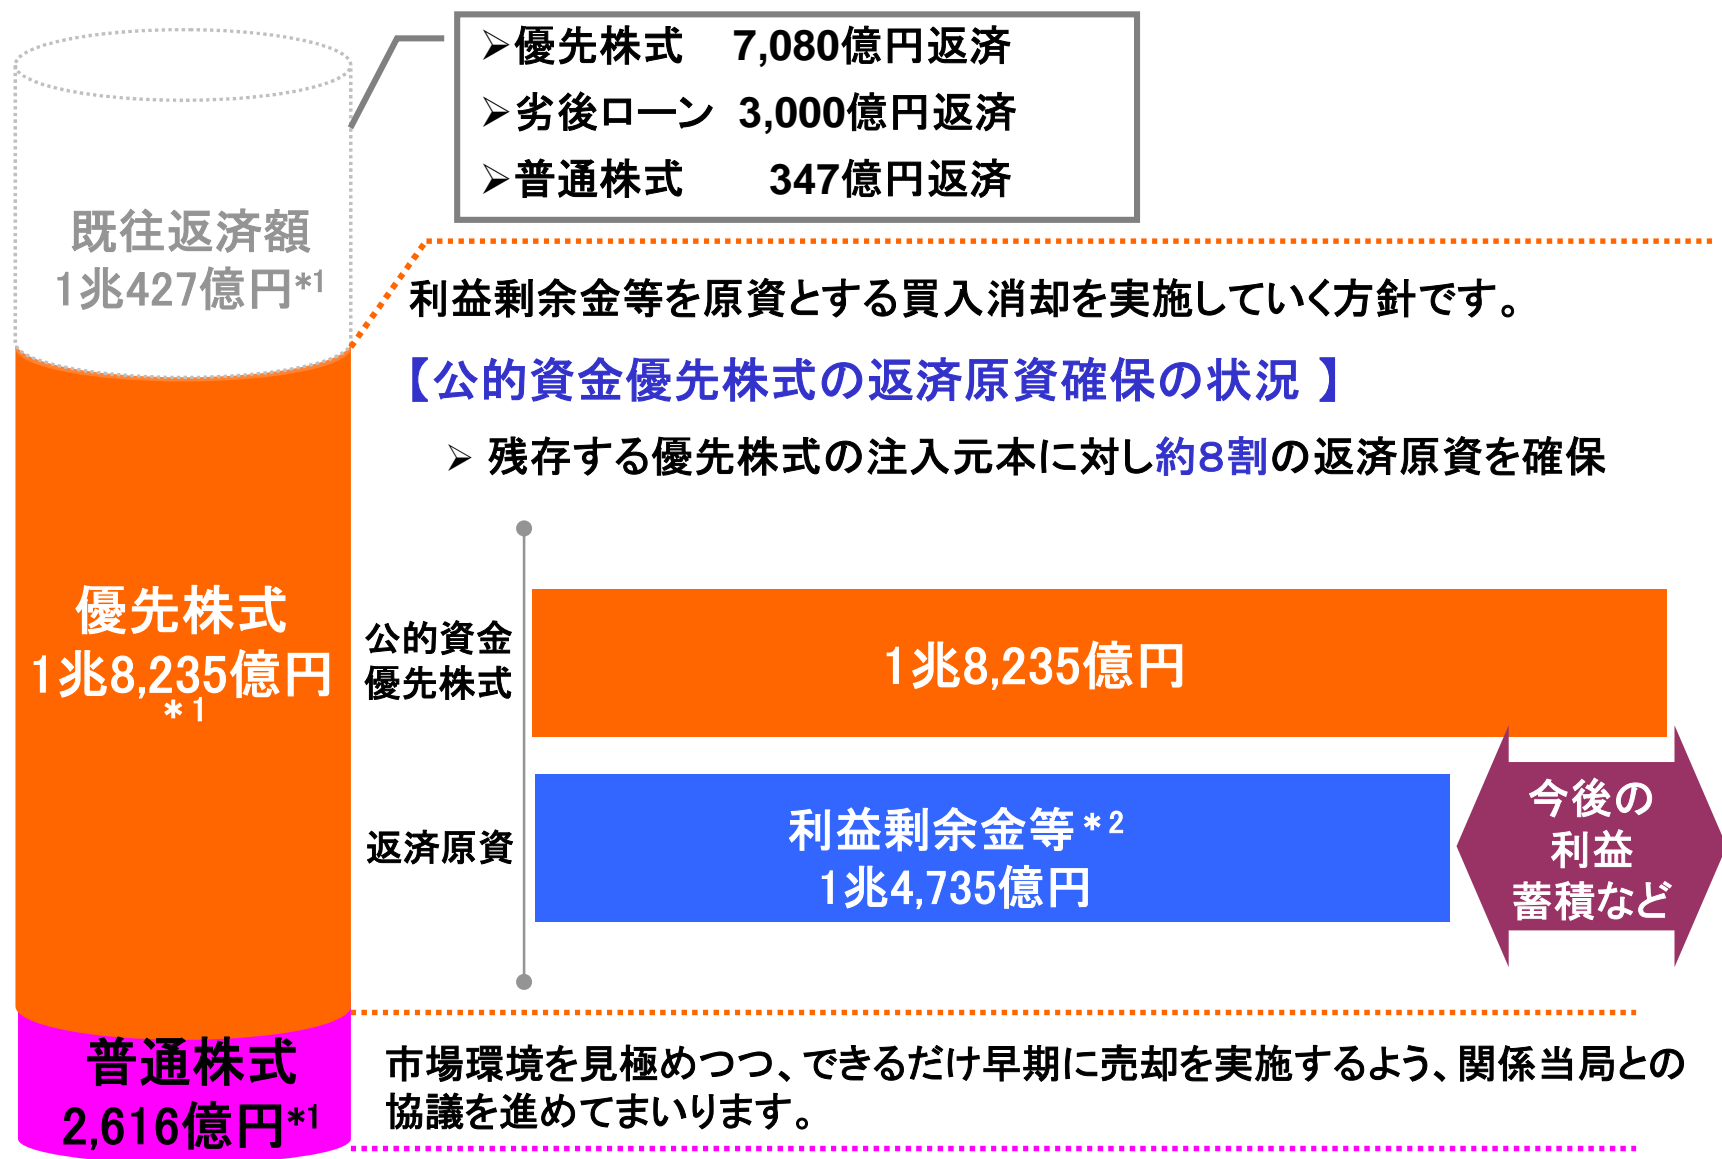 ➢優先株式 7,080億円返済
➢劣後ローン 3,000億円返済
➢普通株式 347億円返済
既往返済額
1兆427億円*1
利益剰余金等を原資とする買入消却を実施していく方針です。
【公的資金優先株式の返済原資確保の状況 】
➢ 残存する優先株式の注入元本に対し約8割の返済原資を確保
優先株式
1兆8,235億円
*1
公的資金
優先株式
1兆8,235億円
返済原資
利益剰余金等*2
1兆4,735億円
今後の
利益
蓄積など
普通株式
2,616億円*1
市場環境を見極めつつ、できるだけ早期に売却を実施するよう、関係当局との
協議を進めてまいります。